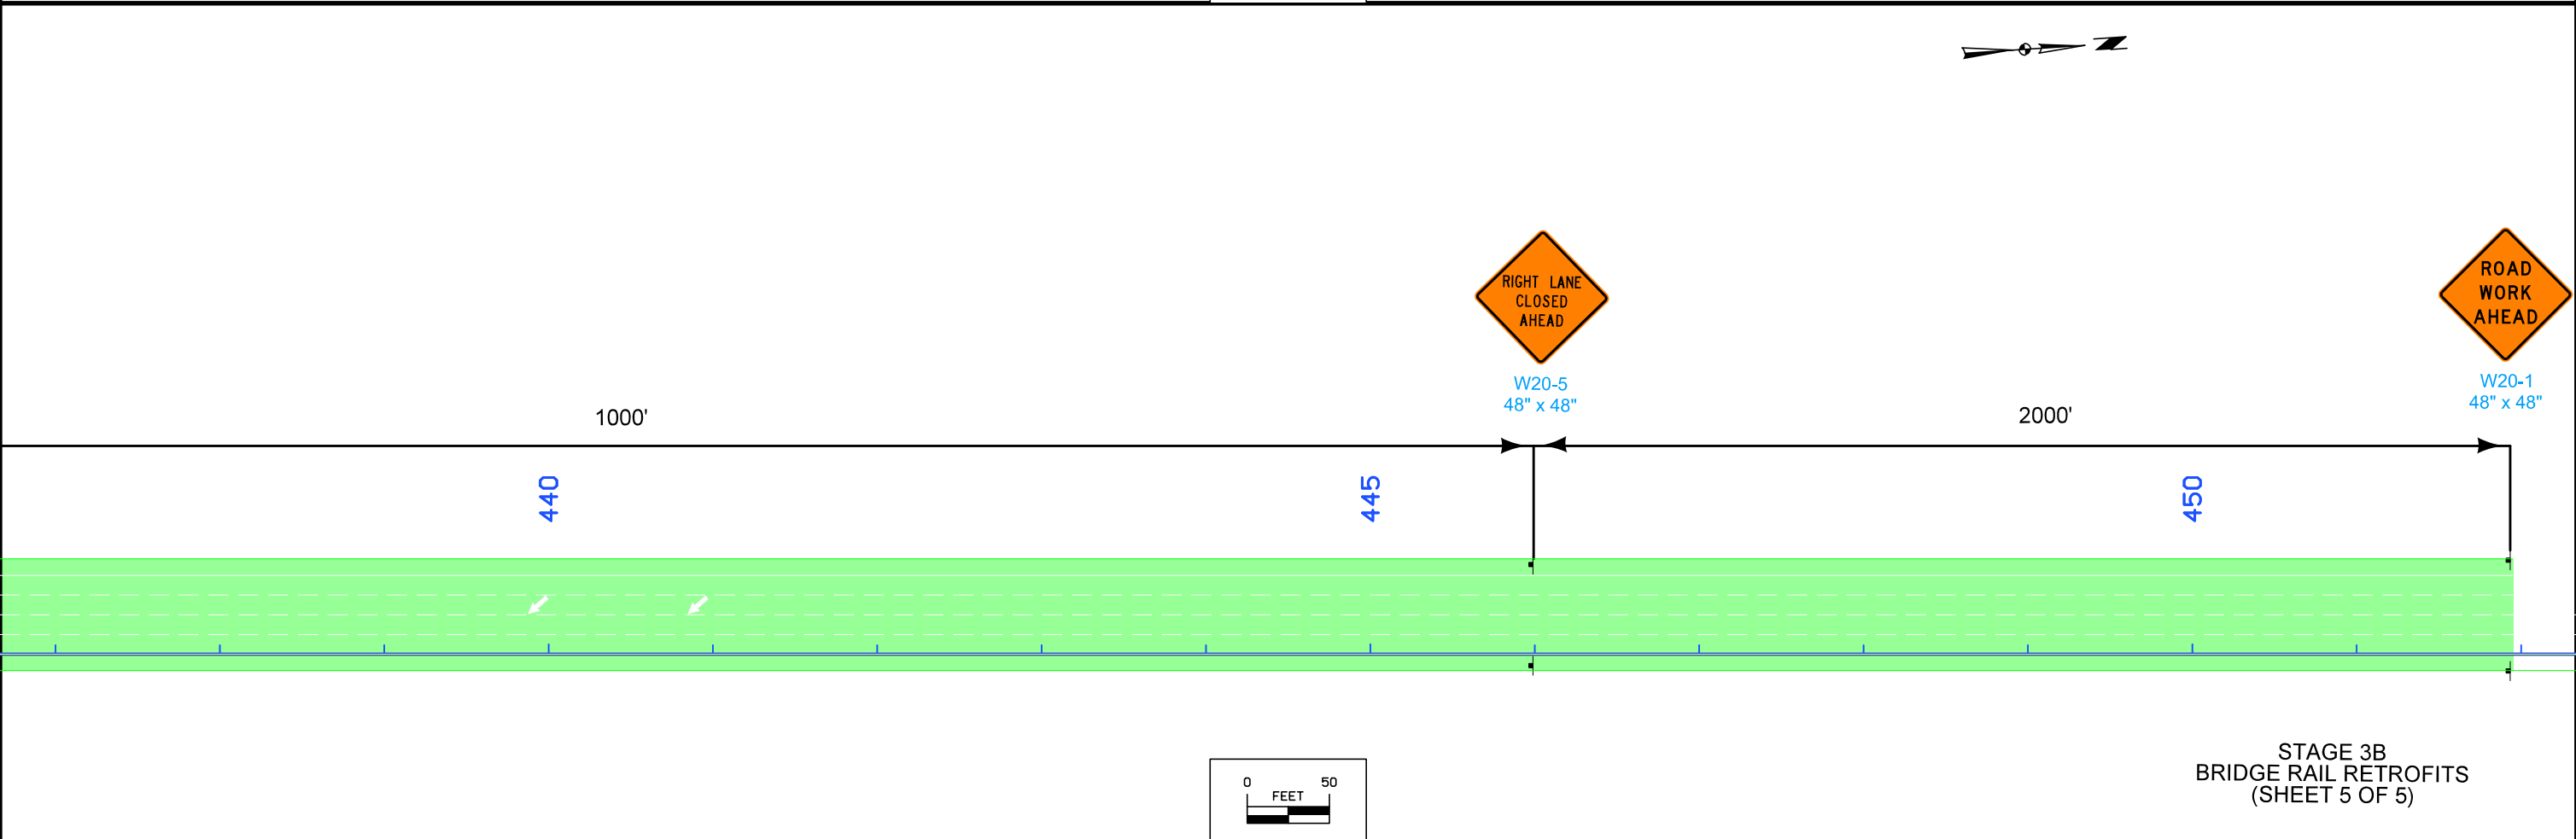 N
RIGHT LANE
CLOSED
AHEAD
W20-5
48" x 48"
ROAD
WORK
AHEAD
W20-1
48" x 48"
1000'
2000'
440
445
450
0 50
FEET
STAGE 3B
BRIDGE RAIL RETROFITS
(SHEET 5 OF 5)